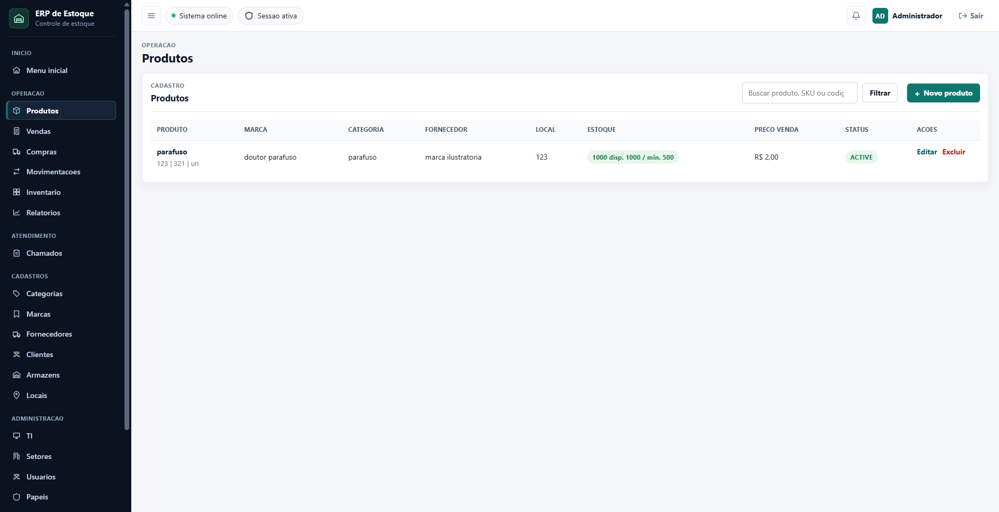 ERP de Estoque
Controle de estoque
INICIO
Menu inicial
OPERACAO
Produtos
Vendas
Compras
Movimentacoes
Inventario
Relatorios
ATENDIMENTO
Chamados
CADASTROS
Categorias
Marcas
Fornecedores
Clientes
Armazens
Locais
ADMINISTRACAO
TI
Setores
Usuarios
Papeis
Sistema online
Sessao ativa
AD Administrador
Sair
OPERACAO
Produtos
CADASTRO
Produtos
Buscar produto, SKU ou codig
Filtrar
+ Novo produto
PRODUTO MARCA CATEGORIA FORNECEDOR LOCAL ESTOQUE PRECO VENDA STATUS ACOES
parafuso
123 | 321 | un
doutor parafuso parafuso marca ilustratoria 123 1000 disp. 1000 / min. 500 R$ 2,00 ACTIVE Editar Excluir